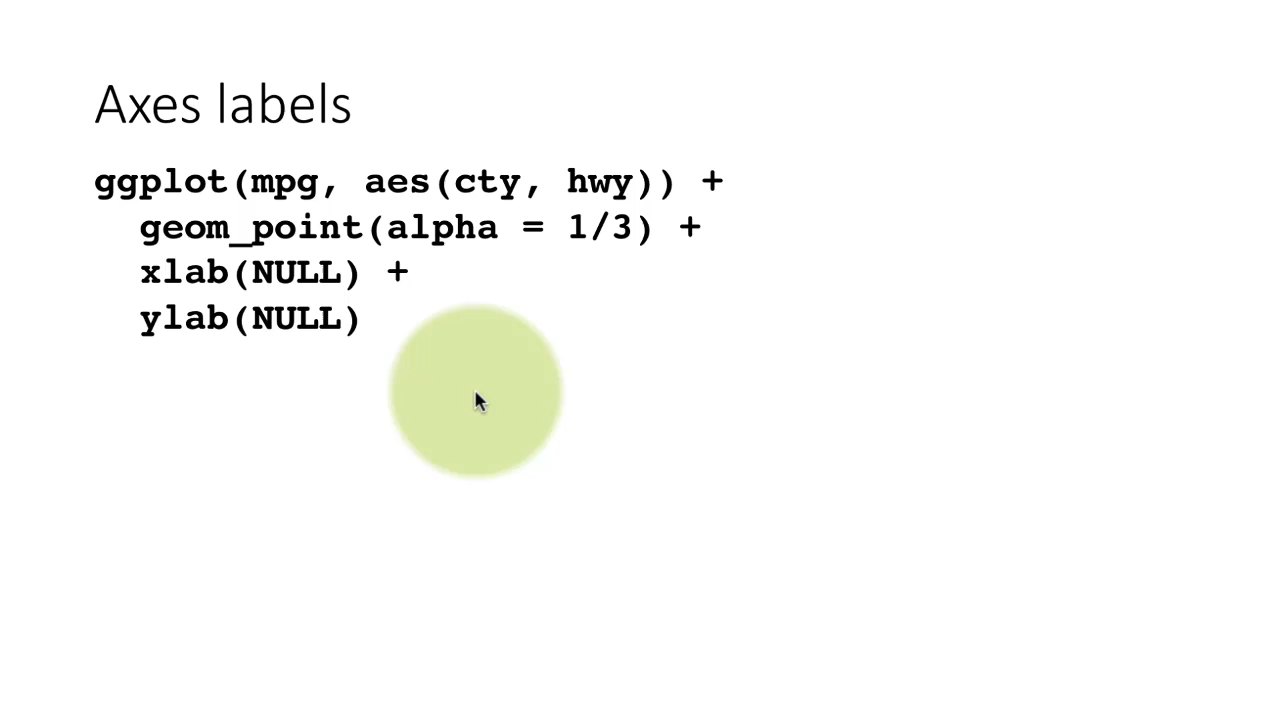 Axes labels
ggplot(mpg, aes(cty, hwy)) +
  geom_point(alpha = 1/3) +
  xlab(NULL) +
  ylab(NULL)